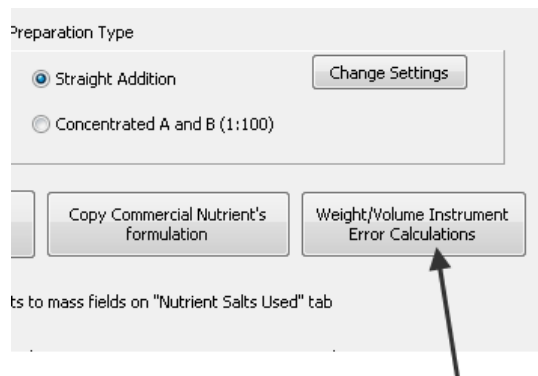 Preparation Type
Straight Addition
Change Settings
Concentrated A and B (1:100)
Copy Commercial Nutrient's
formulation
Weight/Volume Instrument
Error Calculations
to mass fields on "Nutrient Salts Used" tab